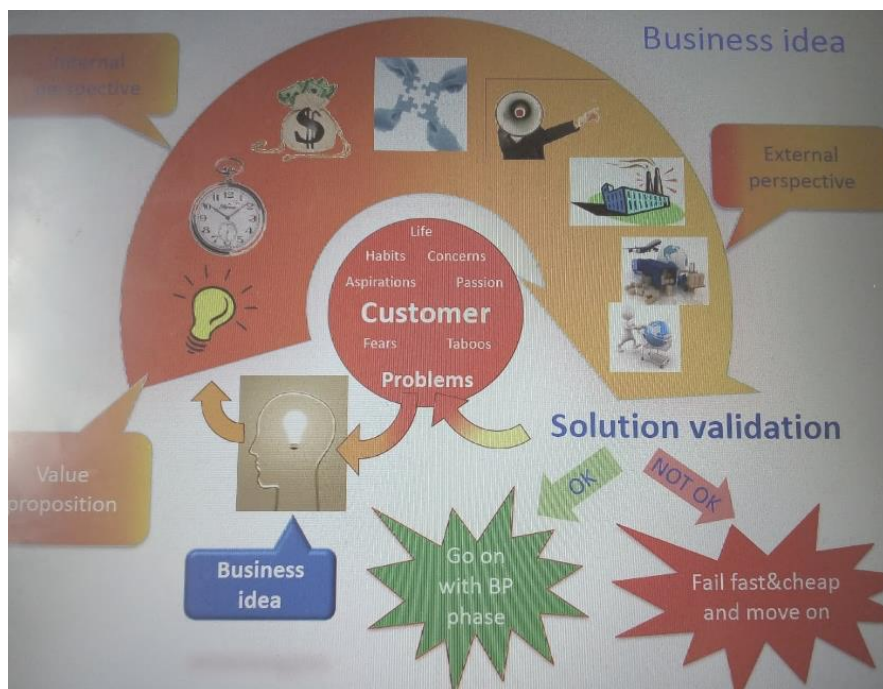 Business idea
Internal
perspective
External
perspective
Life
Habits Concerns
Aspirations Passion
Customer
Fears Taboos
Problems
Solution validation
OK
NOT OK
Value
proposition
Business
idea
Go on
with BP
phase
Fail fast&cheap
and move on